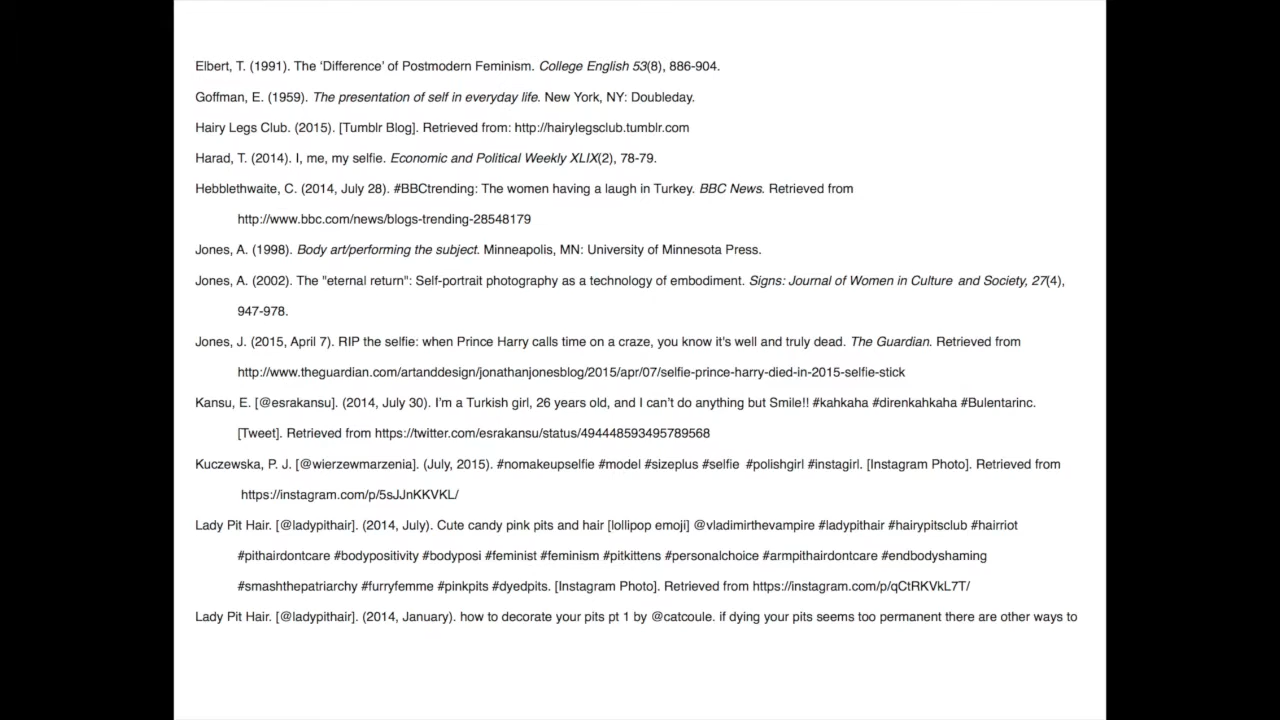 Elbert, T. (1991). The ‘Difference’ of Postmodern Feminism. College English 53(8), 886-904.
Goffman, E. (1959). The presentation of self in everyday life. New York, NY: Doubleday.
Hairy Legs Club. (2015). [Tumblr Blog]. Retrieved from: http://hairylegsclub.tumblr.com
Harad, T. (2014). I, me, my selfie. Economic and Political Weekly XLIX(2), 78-79.
Hebblethwaite, C. (2014, July 28). #BBCtrending: The women having a laugh in Turkey. BBC News. Retrieved from
http://www.bbc.com/news/blogs-trending-28548179
Jones, A. (1998). Body art/performing the subject. Minneapolis, MN: University of Minnesota Press.
Jones, A. (2002). The "eternal return": Self-portrait photography as a technology of embodiment. Signs: Journal of Women in Culture and Society, 27(4),
947-978.
Jones, J. (2015, April 7). RIP the selfie: when Prince Harry calls time on a craze, you know it's well and truly dead. The Guardian. Retrieved from
http://www.theguardian.com/artanddesign/jonathanjonesblog/2015/apr/07/selfie-prince-harry-died-in-2015-selfie-stick
Kansu, E. [@esrakansu]. (2014, July 30). I’m a Turkish girl, 26 years old, and I can’t do anything but Smile!! #kahkaha #direnkahkaha #Bulentarinc.
[Tweet]. Retrieved from https://twitter.com/esrakansu/status/494448593495789568
Kuczewska, P. J. [@wierzewmarzenia]. (July, 2015). #nomakeupselfie #model #sizeplus #selfie #polishgirl #instagirl. [Instagram Photo]. Retrieved from
https://instagram.com/p/5sJJnKKVKL/
Lady Pit Hair. [@ladypithair]. (2014, July). Cute candy pink pits and hair [lollipop emoji] @vladimirthevampire #ladypithair #hairypitsclub #hairriot
#pithairdontcare #bodypositivity #bodyposi #feminist #feminism #pitkittens #personalchoice #armpithairdontcare #endbodyshaming
#smashthepatriarchy #furryfemme #pinkpits #dyedpits. [Instagram Photo]. Retrieved from https://instagram.com/p/qCtRKVkL7T/
Lady Pit Hair. [@ladypithair]. (2014, January). how to decorate your pits pt 1 by @catcoule. if dying your pits seems too permanent there are other ways to